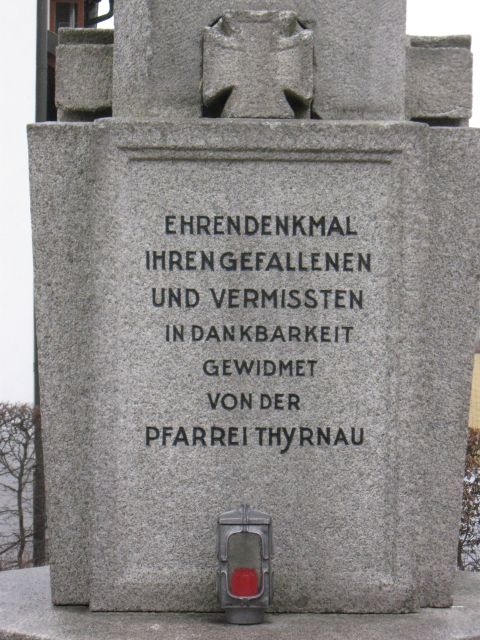 EHRENDENKMAL
IHREN GEFALLENEN
UND VERMISSTEN
IN DANKBARKEIT
GEWIDMET
VON DER
PFARREI THYRNAU